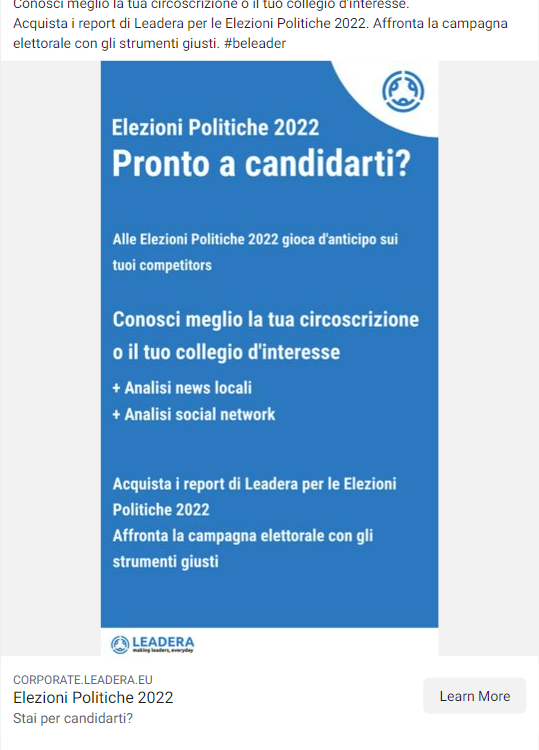 Conosci meglio la tua circoscrizione o il tuo collegio d'interesse.
Acquista i report di Leadera per le Elezioni Politiche 2022. Affronta la campagna
elettorale con gli strumenti giusti. #beleader
Elezioni Politiche 2022
Pronto a candidarti?
Alle Elezioni Politiche 2022 gioca d'anticipo sui
tuoi competitors
Conosci meglio la tua circoscrizione
o il tuo collegio d'interesse
+ Analisi news locali
+ Analisi social network
Acquista i report di Leadera per le Elezioni
Politiche 2022
Affronta la campagna elettorale con gli
strumenti giusti
LEADERA
making leaders, everyday
CORPORATE.LEADERA.EU
Elezioni Politiche 2022
Stai per candidarti?
Learn More